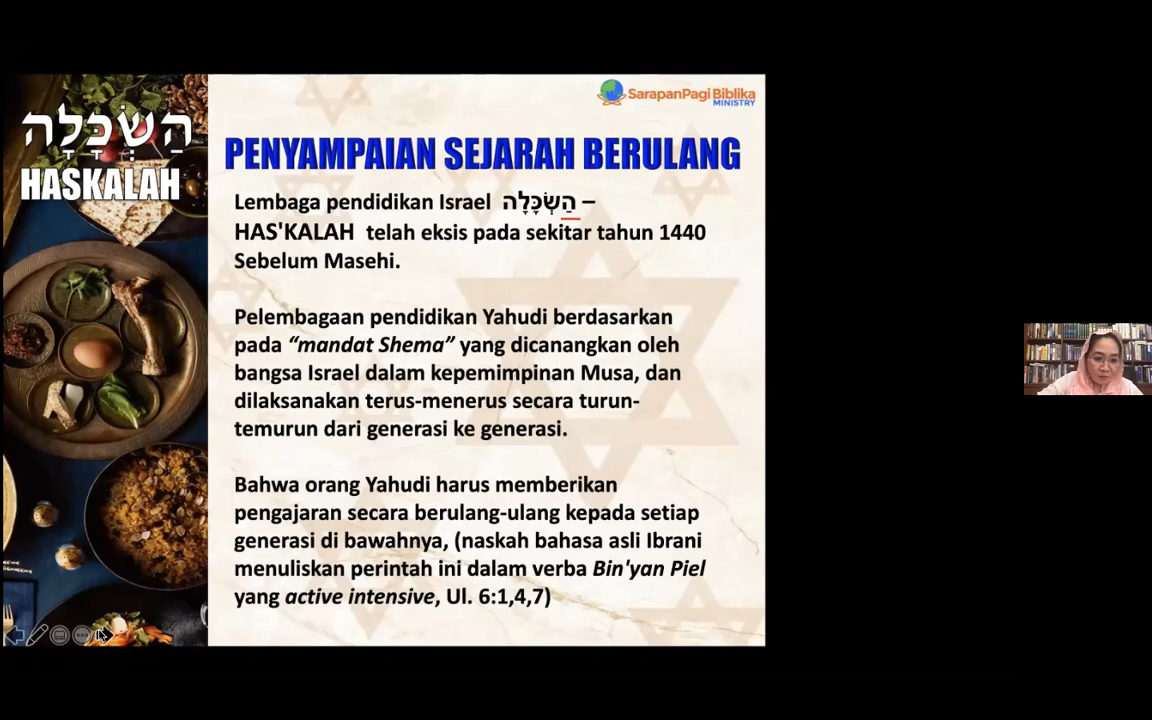 הַשְׂכָּלָה
HASKALAH
SarapanPagi Biblika
MINISTRY
PENYAMPAIAN SEJARAH BERULANG
Lembaga pendidikan Israel הַשְׂכָּלָה –
HAS'KALAH telah eksis pada sekitar tahun 1440
Sebelum Masehi.
Pelembagaan pendidikan Yahudi berdasarkan
pada “mandat Shema” yang dicanangkan oleh
bangsa Israel dalam kepemimpinan Musa, dan
dilaksanakan terus-menerus secara turun-
temurun dari generasi ke generasi.
Bahwa orang Yahudi harus memberikan
pengajaran secara berulang-ulang kepada setiap
generasi di bawahnya, (naskah bahasa asli Ibrani
menuliskan perintah ini dalam verba Bin'yan Piel
yang active intensive, Ul. 6:1,4,7)